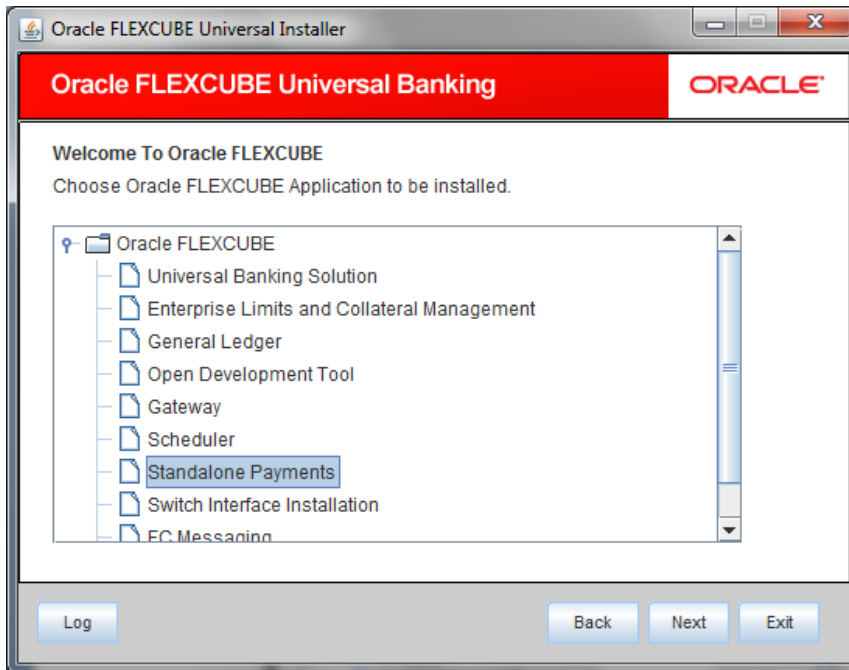 Oracle FLEXCUBE Universal Installer
Oracle FLEXCUBE Universal Banking
ORACLE
Welcome To Oracle FLEXCUBE
Choose Oracle FLEXCUBE Application to be installed.
Oracle FLEXCUBE
Universal Banking Solution
Enterprise Limits and Collateral Management
General Ledger
Open Development Tool
Gateway
Scheduler
Standalone Payments
Switch Interface Installation
FC Messaging
Log Back Next Exit